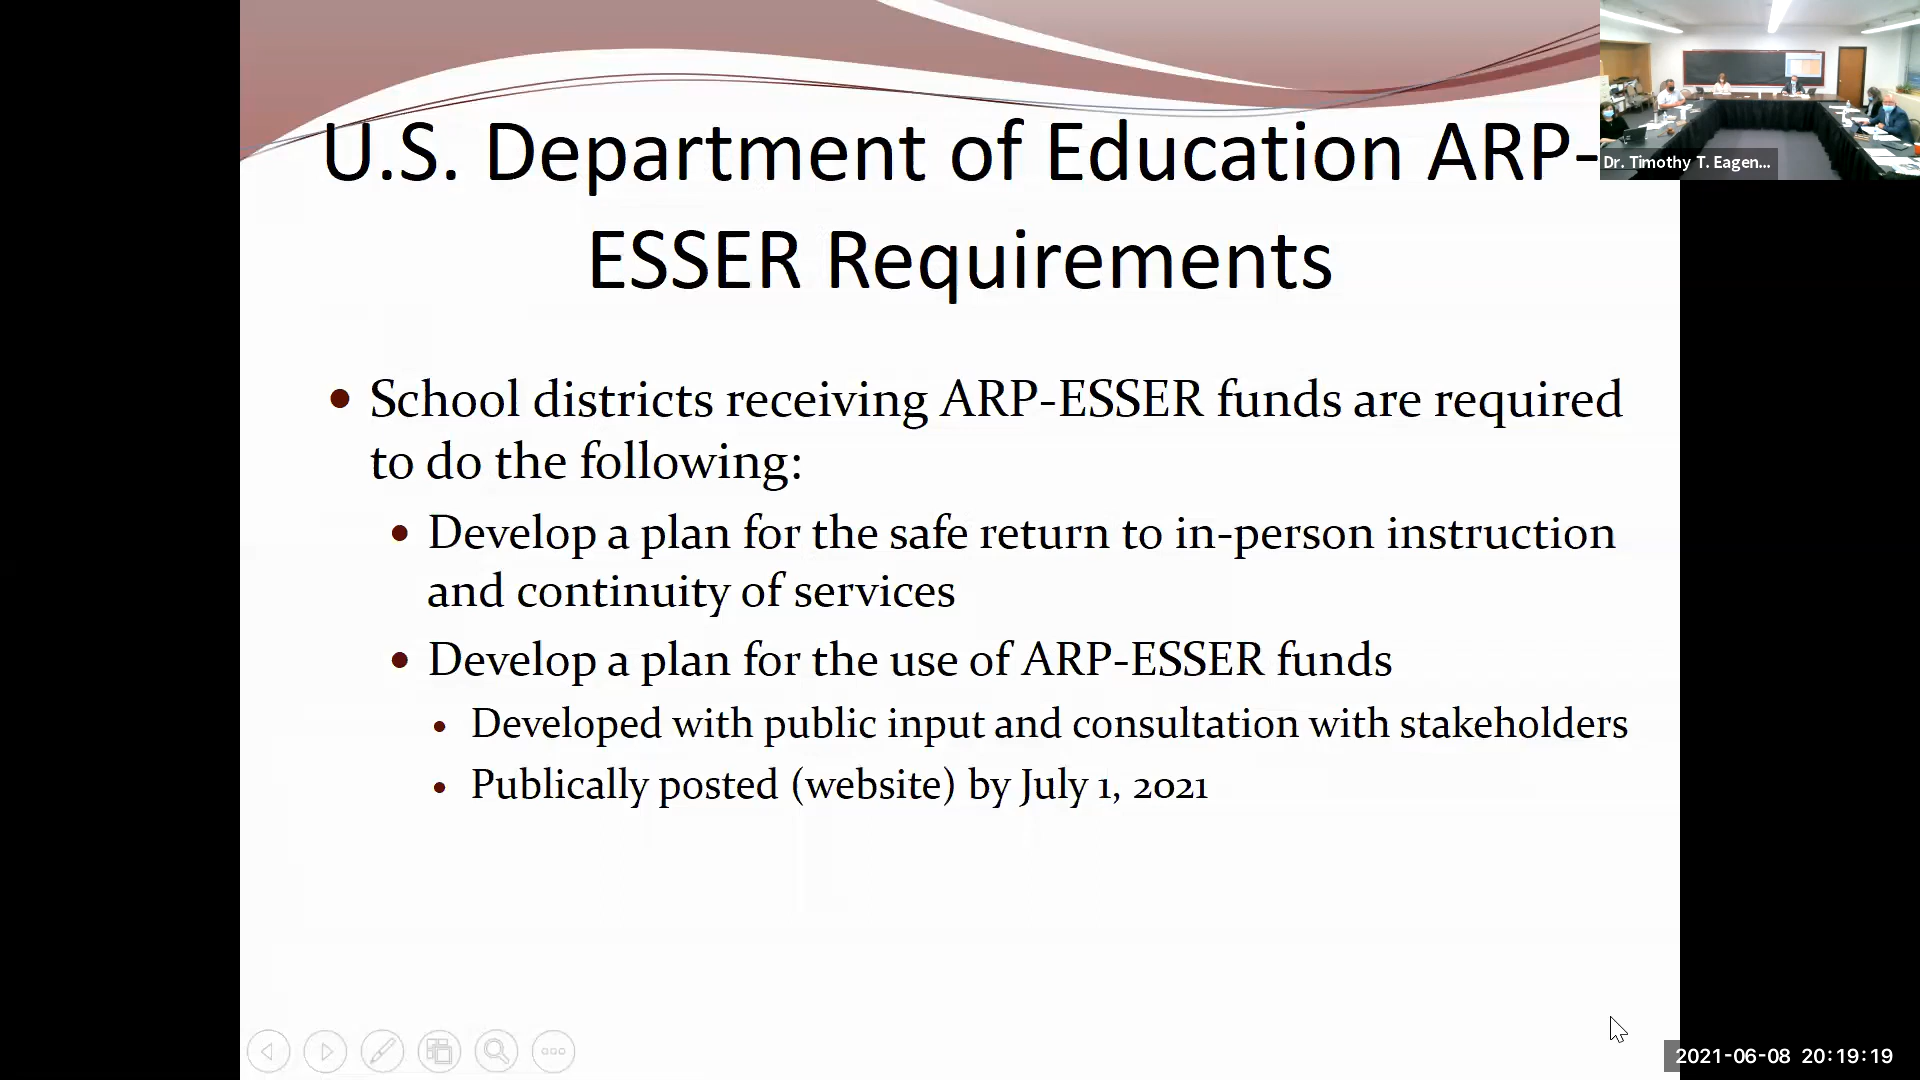 U.S. Department of Education ARP-
ESSER Requirements
Dr. Timothy T. Eagen...
School districts receiving ARP-ESSER funds are required
to do the following:
Develop a plan for the safe return to in-person instruction
and continuity of services
Develop a plan for the use of ARP-ESSER funds
Developed with public input and consultation with stakeholders
Publically posted (website) by July 1, 2021
2021-06-08 20:19:19